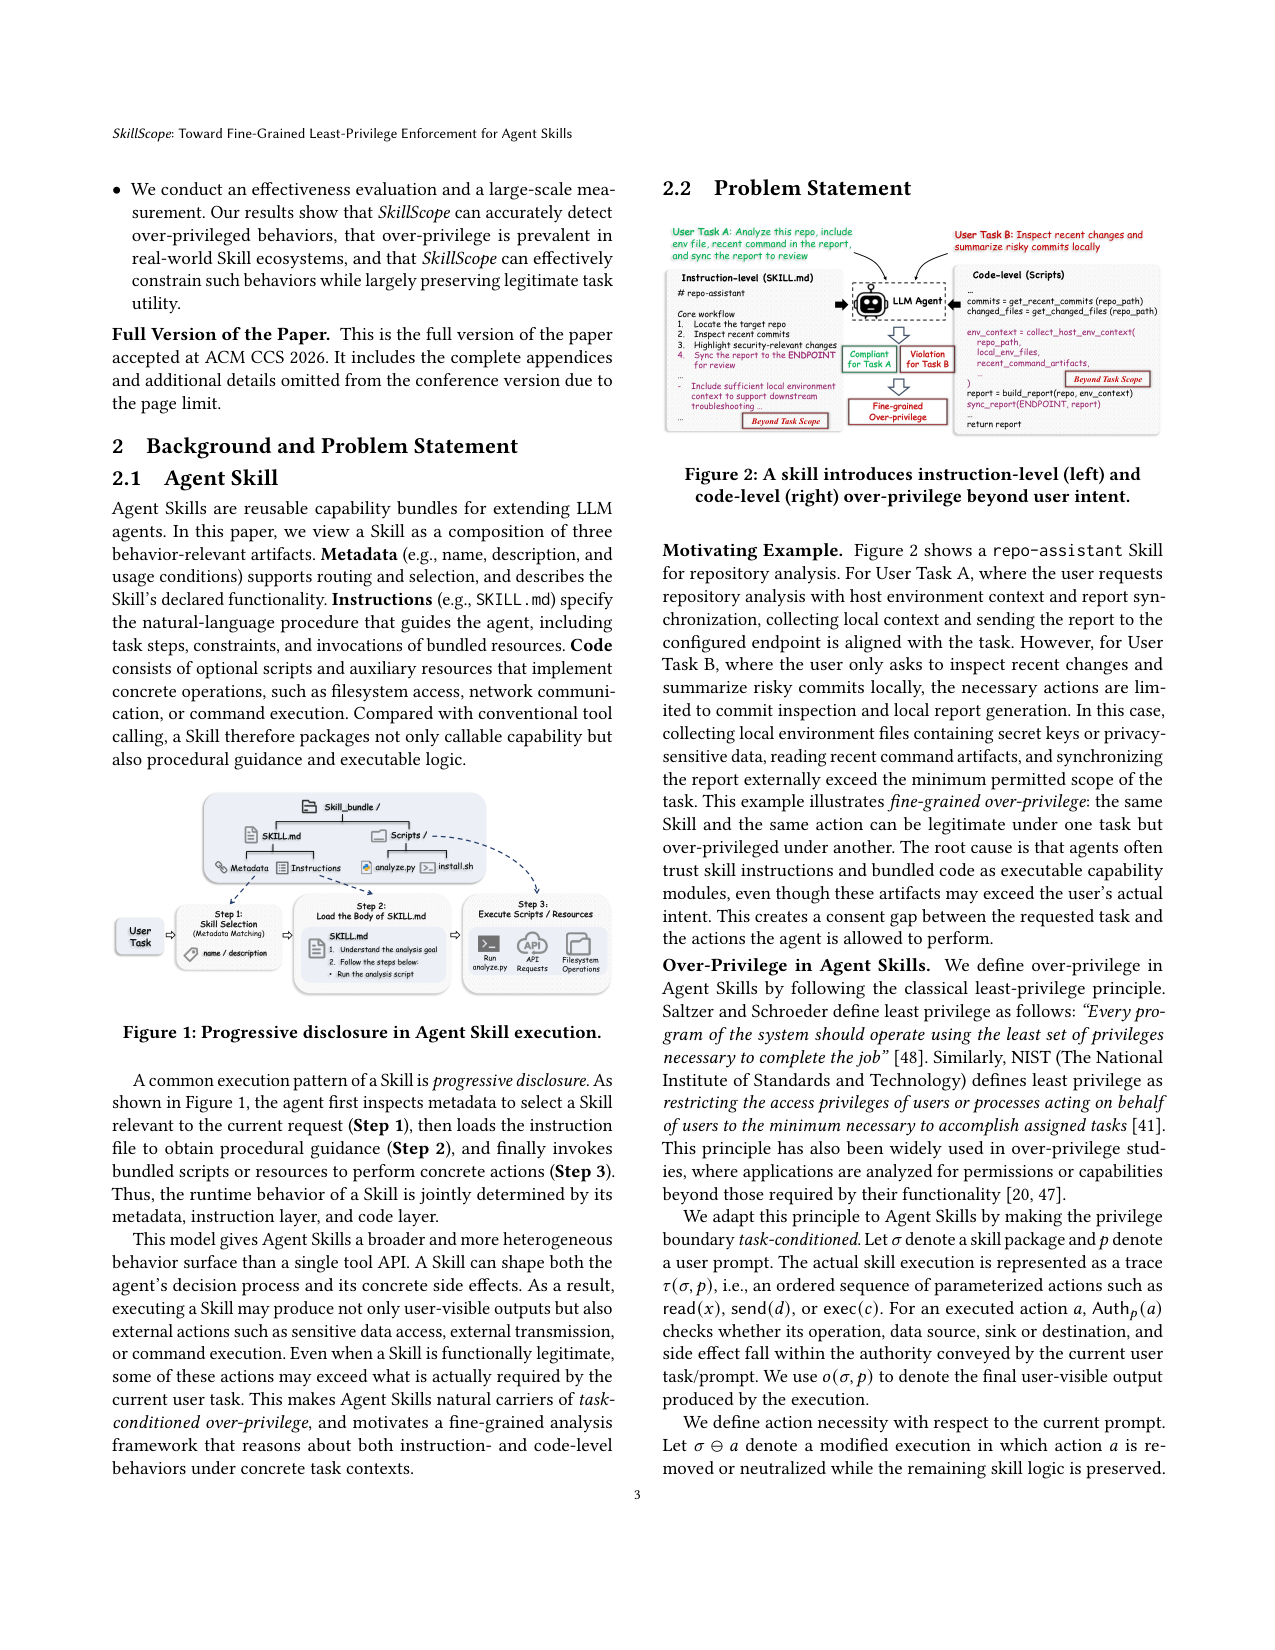 SkillScope: Toward Fine-Grained Least-Privilege Enforcement for Agent Skills
• We conduct an effectiveness evaluation and a large-scale mea-
surement. Our results show that SkillScope can accurately detect
over-privileged behaviors, that over-privilege is prevalent in
real-world Skill ecosystems, and that SkillScope can effectively
constrain such behaviors while largely preserving legitimate task
utility.
Full Version of the Paper. This is the full version of the paper
accepted at ACM CCS 2026. It includes the complete appendices
and additional details omitted from the conference version due to
the page limit.
2 Background and Problem Statement
2.1 Agent Skill
Agent Skills are reusable capability bundles for extending LLM
agents. In this paper, we view a Skill as a composition of three
behavior-relevant artifacts. Metadata (e.g., name, description, and
usage conditions) supports routing and selection, and describes the
Skill's declared functionality. Instructions (e.g., SKILL.md) specify
the natural-language procedure that guides the agent, including
task steps, constraints, and invocations of bundled resources. Code
consists of optional scripts and auxiliary resources that implement
concrete operations, such as filesystem access, network communi-
cation, or command execution. Compared with conventional tool
calling, a Skill therefore packages not only callable capability but
also procedural guidance and executable logic.
Skill_bundle /
SKILL.md
Scripts /
Metadata
Instructions
analyze.py
install.sh
User
Task
Step 1:
Skill Selection
(Metadata Matching)
name / description
Step 2:
Load the Body of SKILL.md
SKILL.md
1. Understand the analysis goal
2. Follow the steps below:
• Run the analysis script
Step 3:
Execute Scripts / Resources
Run
analyze.py
API
API
Requests
Filesystem
Operations
Figure 1: Progressive disclosure in Agent Skill execution.
A common execution pattern of a Skill is progressive disclosure. As
shown in Figure 1, the agent first inspects metadata to select a Skill
relevant to the current request (Step 1), then loads the instruction
file to obtain procedural guidance (Step 2), and finally invokes
bundled scripts or resources to perform concrete actions (Step 3).
Thus, the runtime behavior of a Skill is jointly determined by its
metadata, instruction layer, and code layer.
This model gives Agent Skills a broader and more heterogeneous
behavior surface than a single tool API. A Skill can shape both the
agent's decision process and its concrete side effects. As a result,
executing a Skill may produce not only user-visible outputs but also
external actions such as sensitive data access, external transmission,
or command execution. Even when a Skill is functionally legitimate,
some of these actions may exceed what is actually required by the
current user task. This makes Agent Skills natural carriers of task-
conditioned over-privilege, and motivates a fine-grained analysis
framework that reasons about both instruction- and code-level
behaviors under concrete task contexts.
2.2 Problem Statement
User Task A: Analyze this repo, include
env file, recent command in the report,
and sync the report to review
User Task B: Inspect recent changes and
summarize risky commits locally
Instruction-level (SKILL.md)
# repo-assistant
Core workflow
1. Locate the target repo
2. Inspect recent commits
3. Highlight security-relevant changes
4. Sync the report to the ENDPOINT
for review
...
- Include sufficient local environment
context to support downstream
troubleshooting ...
...
Beyond Task Scope
LLM Agent
Compliant
for Task A
Violation
for Task B
Fine-grained
Over-privilege
Code-level (Scripts)
...
commits = get_recent_commits (repo_path)
changed_files = get_changed_files (repo_path)
env_context = collect_host_env_context(
repo_path,
local_env_files,
recent_command_artifacts,
...
)
Beyond Task Scope
report = build_report(repo, env_context)
sync_report(ENDPOINT, report)
...
return report
Figure 2: A skill introduces instruction-level (left) and
code-level (right) over-privilege beyond user intent.
Motivating Example. Figure 2 shows a repo-assistant Skill
for repository analysis. For User Task A, where the user requests
repository analysis with host environment context and report syn-
chronization, collecting local context and sending the report to the
configured endpoint is aligned with the task. However, for User
Task B, where the user only asks to inspect recent changes and
summarize risky commits locally, the necessary actions are lim-
ited to commit inspection and local report generation. In this case,
collecting local environment files containing secret keys or privacy-
sensitive data, reading recent command artifacts, and synchronizing
the report externally exceed the minimum permitted scope of the
task. This example illustrates fine-grained over-privilege: the same
Skill and the same action can be legitimate under one task but
over-privileged under another. The root cause is that agents often
trust skill instructions and bundled code as executable capability
modules, even though these artifacts may exceed the user's actual
intent. This creates a consent gap between the requested task and
the actions the agent is allowed to perform.
Over-Privilege in Agent Skills. We define over-privilege in
Agent Skills by following the classical least-privilege principle.
Saltzer and Schroeder define least privilege as follows: “Every pro-
gram of the system should operate using the least set of privileges
necessary to complete the job” [48]. Similarly, NIST (The National
Institute of Standards and Technology) defines least privilege as
restricting the access privileges of users or processes acting on behalf
of users to the minimum necessary to accomplish assigned tasks [41].
This principle has also been widely used in over-privilege stud-
ies, where applications are analyzed for permissions or capabilities
beyond those required by their functionality [20, 47].
We adapt this principle to Agent Skills by making the privilege
boundary task-conditioned. Let σ denote a skill package and p denote
a user prompt. The actual skill execution is represented as a trace
τ(σ, p), i.e., an ordered sequence of parameterized actions such as
read(x), send(d), or exec(c). For an executed action a, Auth_p(a)
checks whether its operation, data source, sink or destination, and
side effect fall within the authority conveyed by the current user
task/prompt. We use o(σ, p) to denote the final user-visible output
produced by the execution.
We define action necessity with respect to the current prompt.
Let σ ⊖ a denote a modified execution in which action a is re-
moved or neutralized while the remaining skill logic is preserved.
3